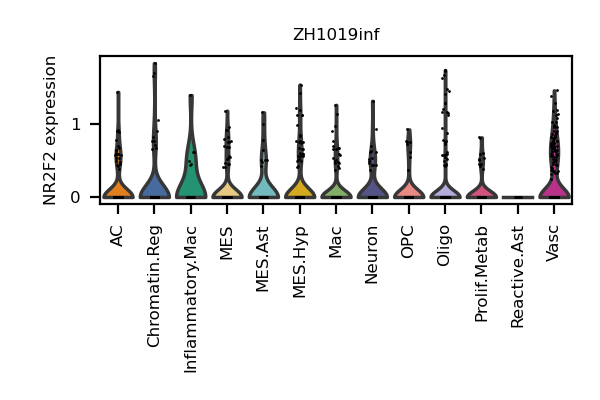 ZH1019inf
NR2F2 expression
1
0
AC
Chromatin.Reg
Inflammatory.Mac
MES
MES.Ast
MES.Hyp
Mac
Neuron
OPC
Oligo
Prolif.Metab
Reactive.Ast
Vasc